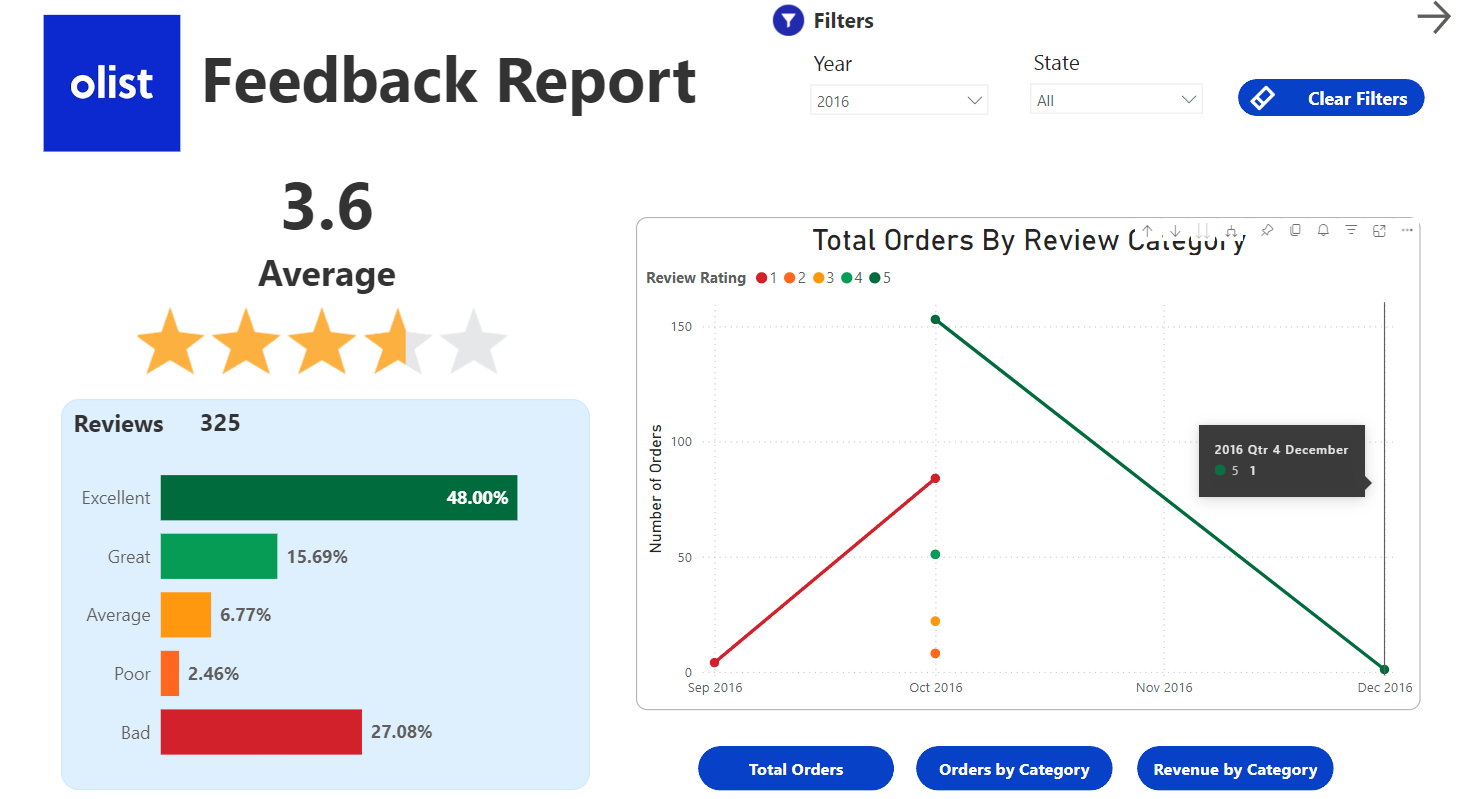 olist
Feedback Report
Filters
Year
2016
State
All
Clear Filters
3.6
Average
Reviews 325
Excellent 48.00%
Great 15.69%
Average 6.77%
Poor 2.46%
Bad 27.08%
Total Orders By Review Category
Review Rating 1 2 3 4 5
Number of Orders
150
100
50
0
Sep 2016 Oct 2016 Nov 2016 Dec 2016
2016 Qtr 4 December
5 1
Total Orders
Orders by Category
Revenue by Category